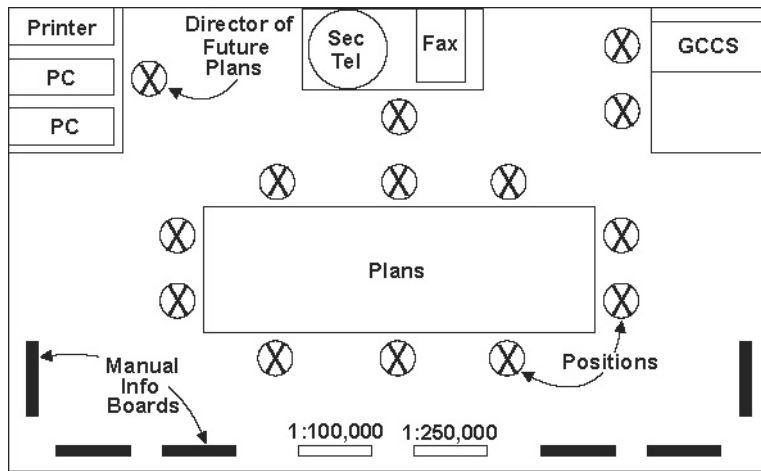 Printer
PC
PC
Director of
Future
Plans
Sec
Tel
Fax
GCCS
Plans
Positions
Manual
Info
Boards
1:100,000
1:250,000